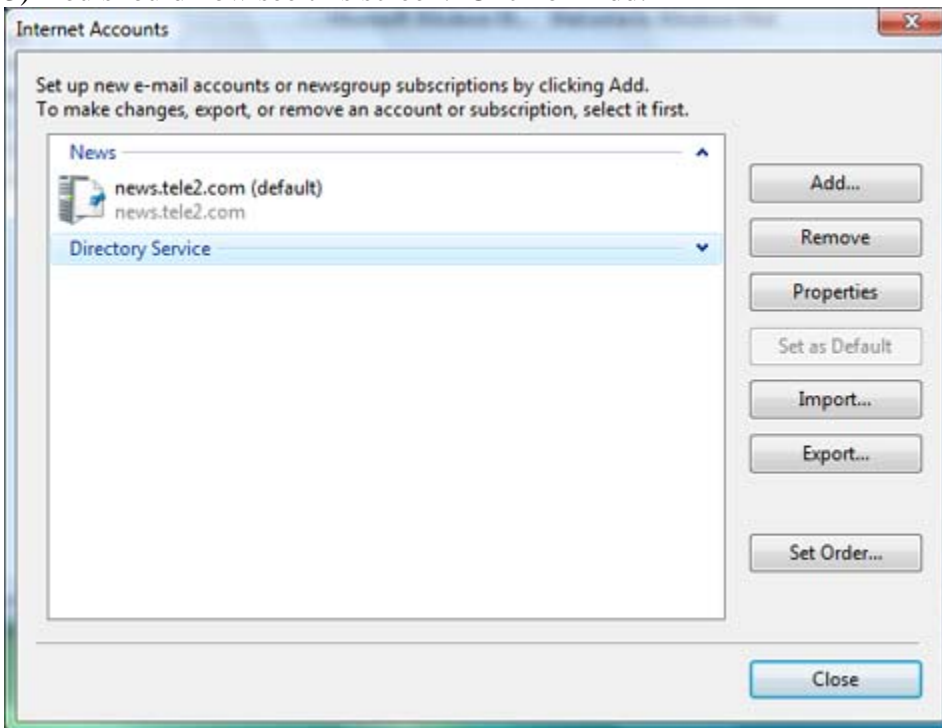 Internet Accounts
Set up new e-mail accounts or newsgroup subscriptions by clicking Add.
To make changes, export, or remove an account or subscription, select it first.
News
news.tele2.com (default)
news.tele2.com
Directory Service
Add...
Remove
Properties
Set as Default
Import...
Export...
Set Order...
Close